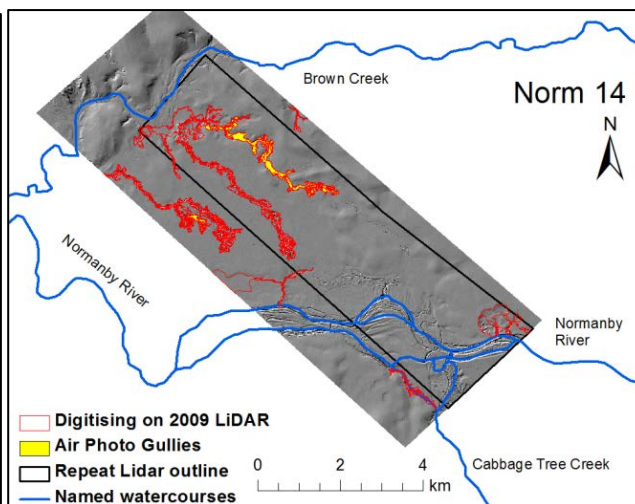 Brown Creek
Norm 14
N
Normanby River
Normanby
River
Digitising on 2009 LiDAR
Air Photo Gullies
Repeat Lidar outline
Named watercourses
0 2 4
km
Cabbage Tree Creek